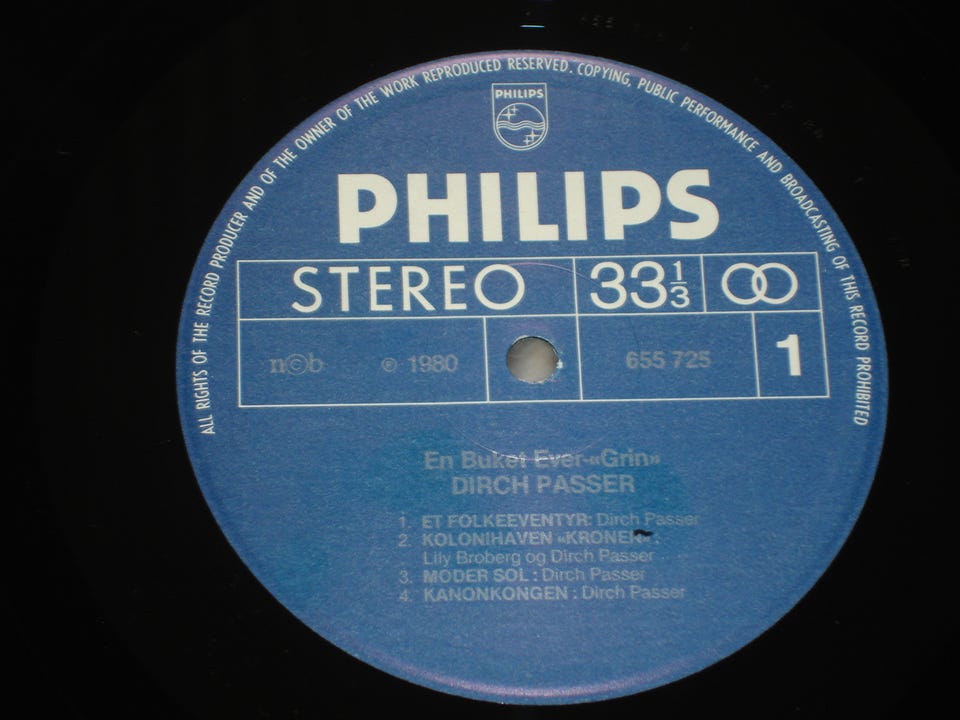 ALL RIGHTS OF THE RECORD PRODUCER AND OF THE OWNER OF THE WORK REPRODUCED RESERVED. COPYING, PUBLIC PERFORMANCE AND BROADCASTING OF THIS RECORD PROHIBITED
PHILIPS
PHILIPS
STEREO 33 1/3
n©b ℗ 1980 655 725 1
En Buket Ever-«Grin»
DIRCH PASSER
1. ET FOLKEEVENTYR: Dirch Passer
2. KOLONIHAVEN «KRONEN»:
Lily Broberg og Dirch Passer
3. MODER SOL: Dirch Passer
4. KANONKONGEN: Dirch Passer